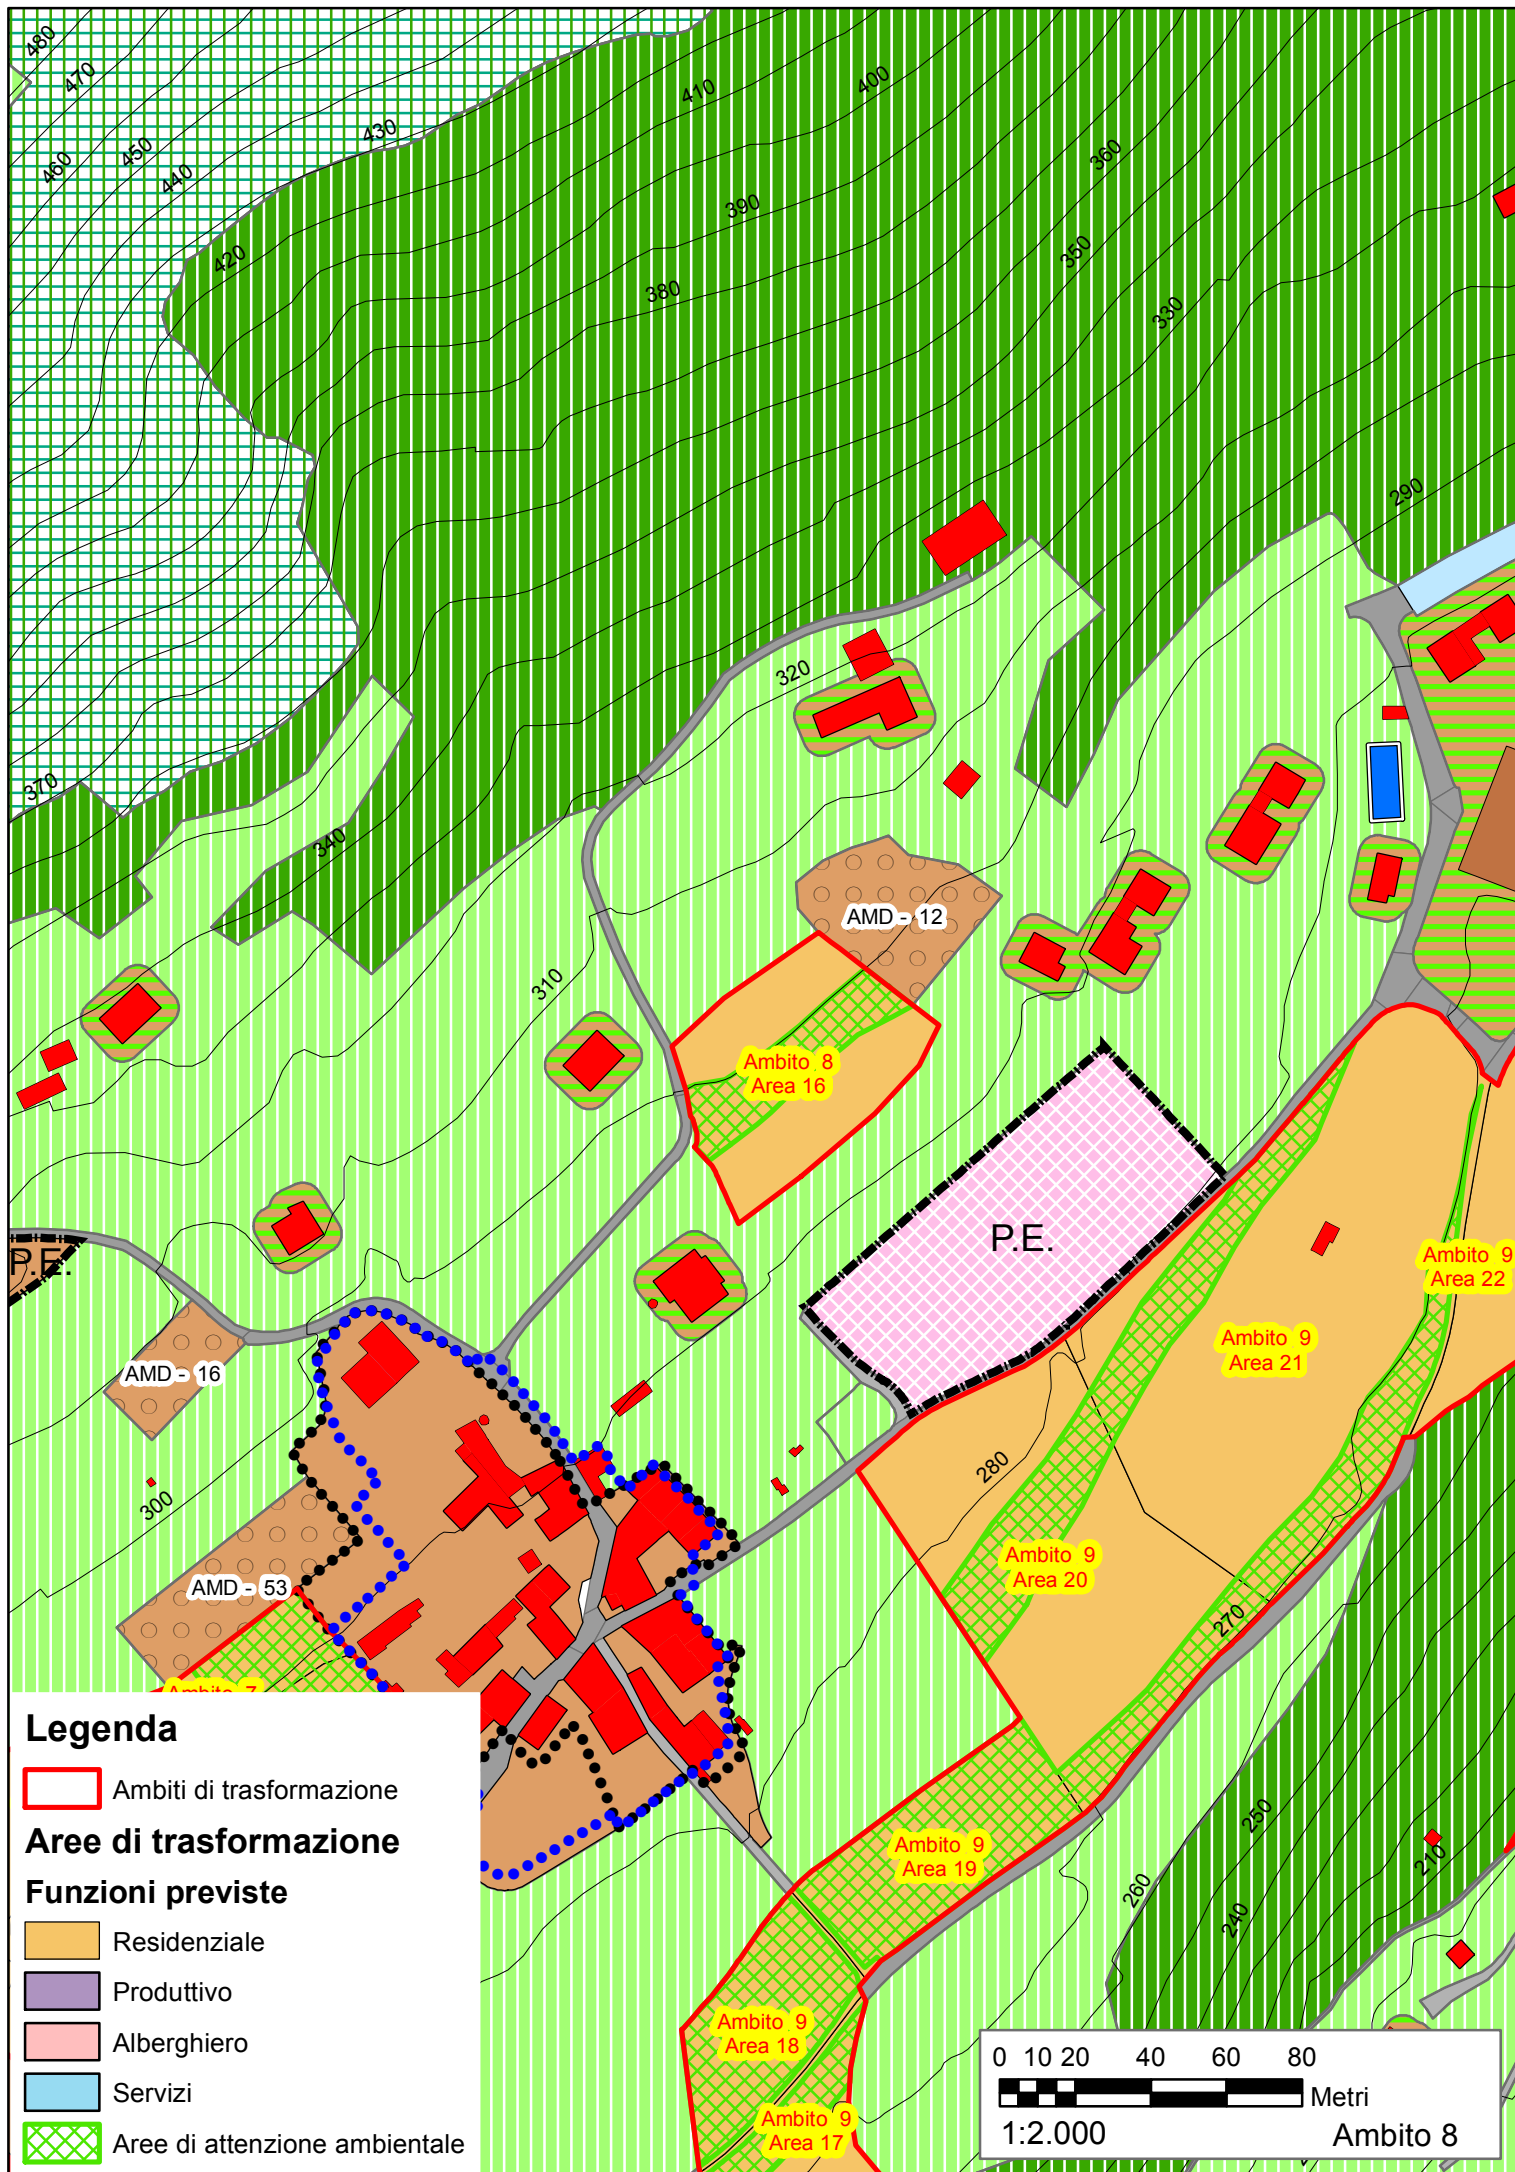 480
470
460
450
440
430
420
410
400
390
380
360
350
330
290
320
370
340
310
AMD - 12
Ambito 8
Area 16
P.E.
P.E.
Ambito 9
Area 22
Ambito 9
Area 21
AMD - 16
280
300
Ambito 9
Area 20
AMD - 53
270
Ambito 7
Ambito 9
Area 19
250
210
260
240
Ambito 9
Area 18
Ambito 9
Area 17
Legenda
Ambiti di trasformazione
Aree di trasformazione
Funzioni previste
Residenziale
Produttivo
Alberghiero
Servizi
Aree di attenzione ambientale
0 10 20 40 60 80
Metri
1:2.000 Ambito 8